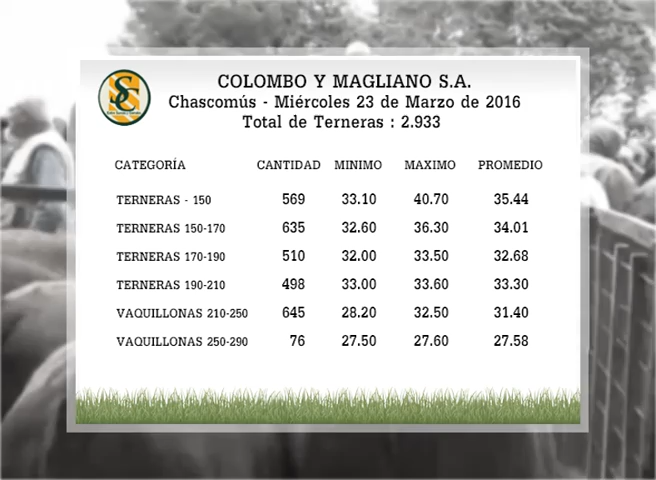 COLOMBO Y MAGLIANO S.A.
Chascomús - Miércoles 23 de Marzo de 2016
Total de Terneras : 2.933
CATEGORÍA CANTIDAD MINIMO MAXIMO PROMEDIO
TERNERAS - 150 569 33.10 40.70 35.44
TERNERAS 150-170 635 32.60 36.30 34.01
TERNERAS 170-190 510 32.00 33.50 32.68
TERNERAS 190-210 498 33.00 33.60 33.30
VAQUILLONAS 210-250 645 28.20 32.50 31.40
VAQUILLONAS 250-290 76 27.50 27.60 27.58